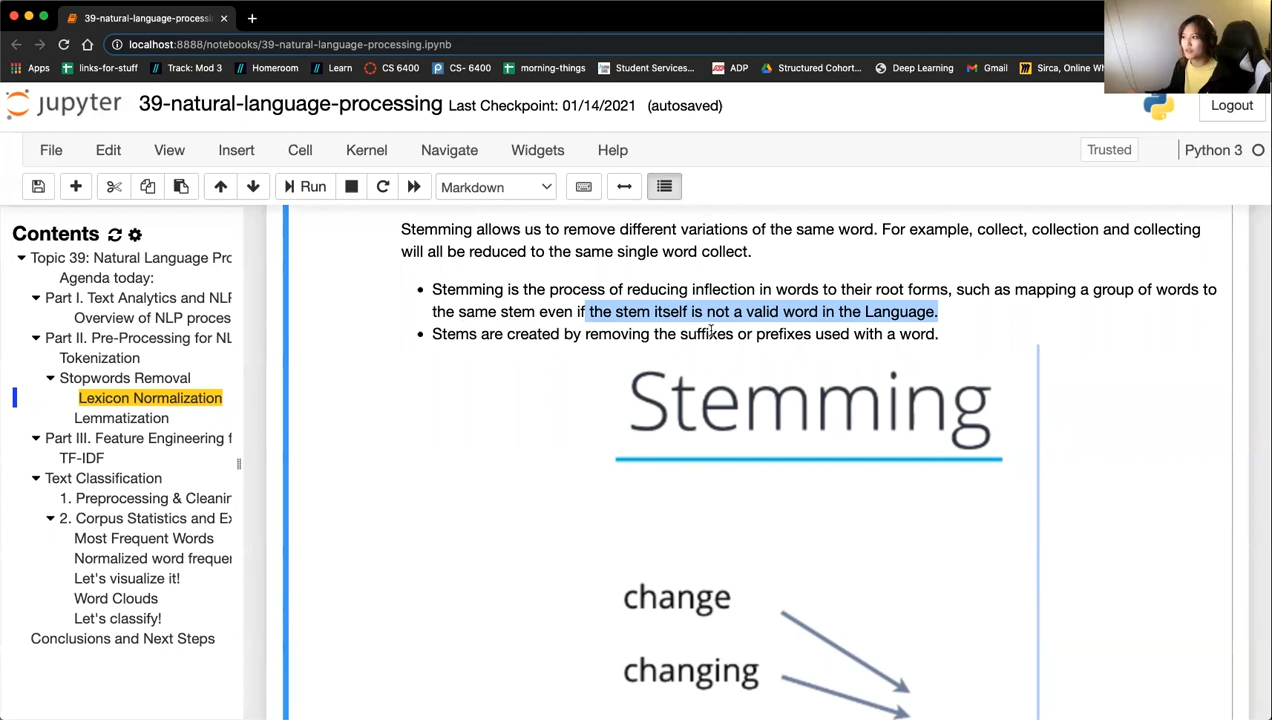 39-natural-language-processin
localhost:8888/notebooks/39-natural-language-processing.ipynb
Apps links-for-stuff Track: Mod 3 Homeroom Learn CS 6400 CS- 6400 morning-things Student Services... ADP Structured Cohort... Deep Learning Gmail Sirca, Online Wh
jupyter 39-natural-language-processing Last Checkpoint: 01/14/2021 (autosaved) Logout
File Edit View Insert Cell Kernel Navigate Widgets Help Trusted Python 3
Run Markdown
Contents
Topic 39: Natural Language Prc
Agenda today:
Part I. Text Analytics and NLF
Overview of NLP proces
Part II. Pre-Processing for NL
Tokenization
Stopwords Removal
Lexicon Normalization
Lemmatization
Part III. Feature Engineering f
TF-IDF
Text Classification
1. Preprocessing & Cleanin
2. Corpus Statistics and Ex
Most Frequent Words
Normalized word frequer
Let's visualize it!
Word Clouds
Let's classify!
Conclusions and Next Steps
Stemming allows us to remove different variations of the same word. For example, collect, collection and collecting
will all be reduced to the same single word collect.
Stemming is the process of reducing inflection in words to their root forms, such as mapping a group of words to
the same stem even if the stem itself is not a valid word in the Language.
Stems are created by removing the suffixes or prefixes used with a word.
Stemming
change
changing